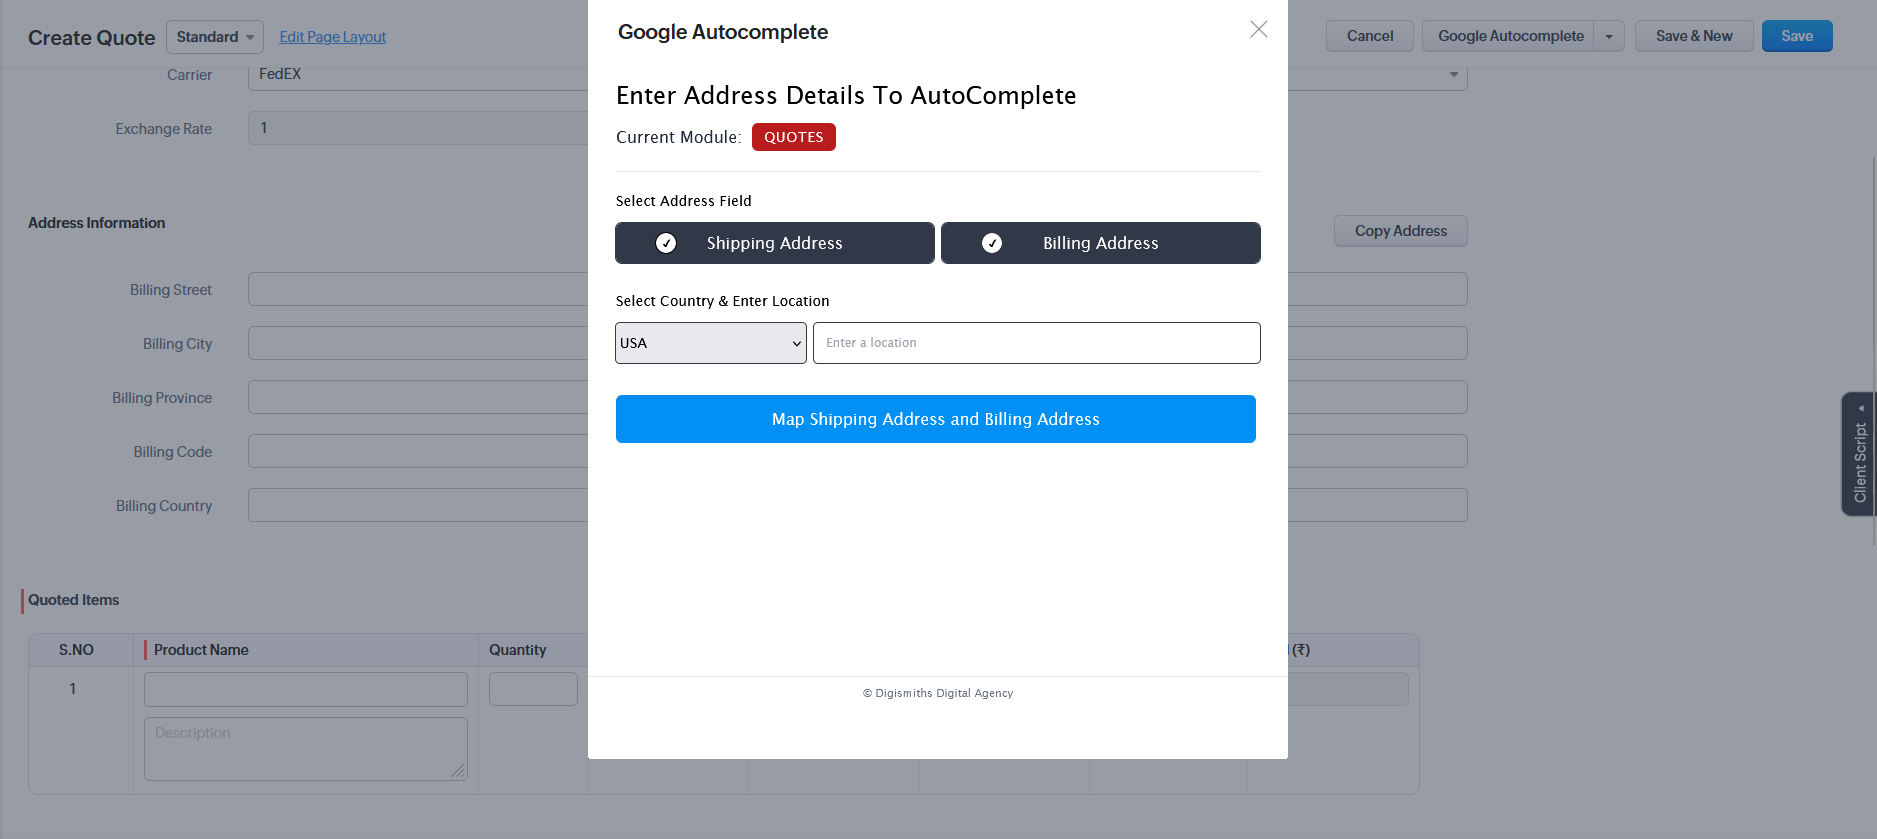 Create Quote
Standard
Edit Page Layout
Cancel
Google Autocomplete
Save & New
Save
Carrier
FedEX
Exchange Rate
1
Address Information
Copy Address
Billing Street
Billing City
Billing Province
Billing Code
Billing Country
Quoted Items
S.NO
Product Name
Quantity
(₹)
1
Description
Google Autocomplete
Enter Address Details To AutoComplete
Current Module: QUOTES
Select Address Field
Shipping Address
Billing Address
Select Country & Enter Location
USA
Enter a location
Map Shipping Address and Billing Address
© Digismiths Digital Agency
Client Script